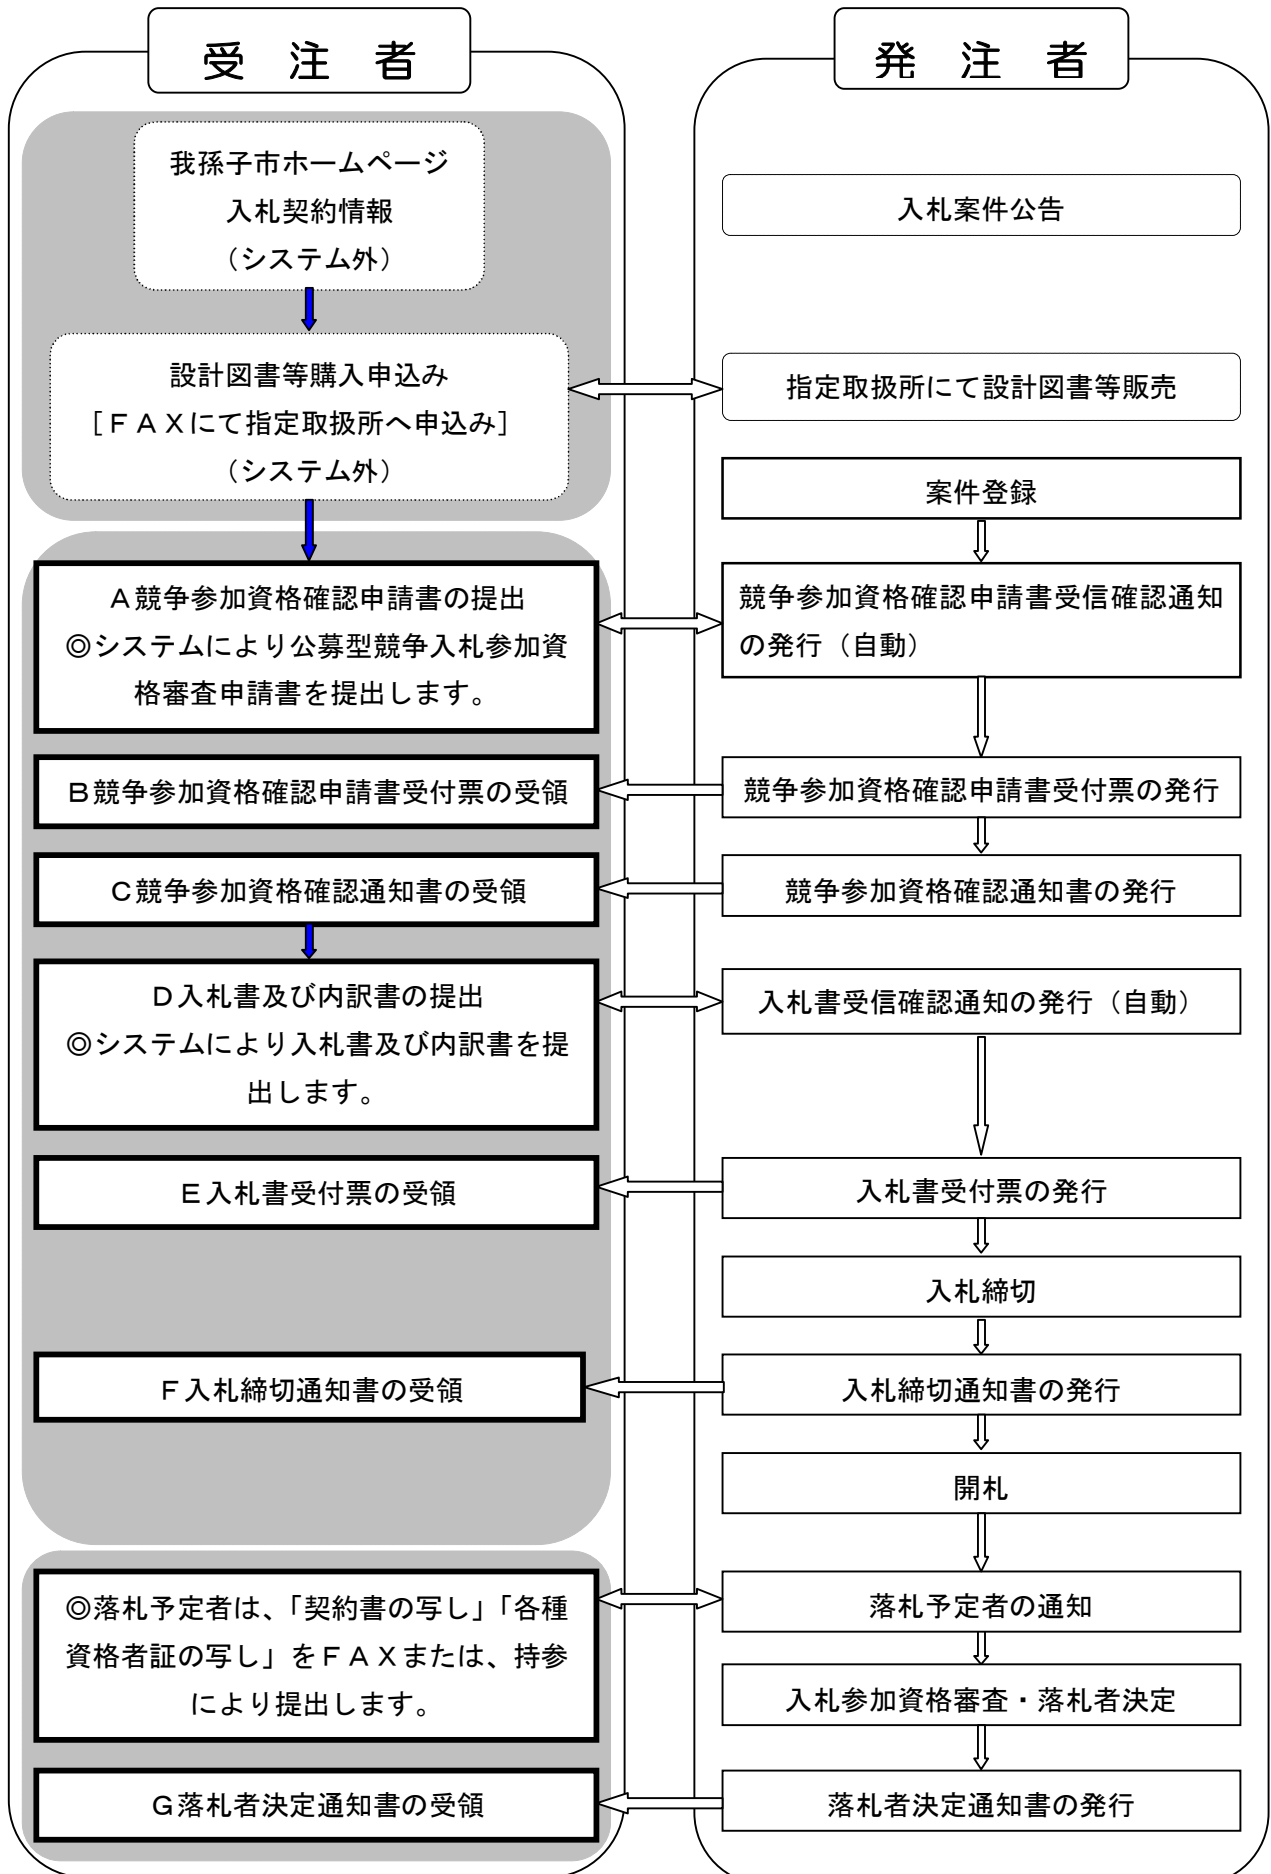 受 注 者
我孫子市ホームページ
入札契約情報
（システム外）
設計図書等購入申込み
［ＦＡＸにて指定取扱所へ申込み］
（システム外）
Ａ競争参加資格確認申請書の提出
◎システムにより公募型競争入札参加資
格審査申請書を提出します。
Ｂ競争参加資格確認申請書受付票の受領
Ｃ競争参加資格確認通知書の受領
Ｄ入札書及び内訳書の提出
◎システムにより入札書及び内訳書を提
出します。
Ｅ入札書受付票の受領
Ｆ入札締切通知書の受領
◎落札予定者は、「契約書の写し」「各種
資格者証の写し」をＦＡＸまたは、持参
により提出します。
Ｇ落札者決定通知書の受領
発 注 者
入札案件公告
指定取扱所にて設計図書等販売
案件登録
競争参加資格確認申請書受信確認通知
の発行（自動）
競争参加資格確認申請書受付票の発行
競争参加資格確認通知書の発行
入札書受信確認通知の発行（自動）
入札書受付票の発行
入札締切
入札締切通知書の発行
開札
落札予定者の通知
入札参加資格審査・落札者決定
落札者決定通知書の発行